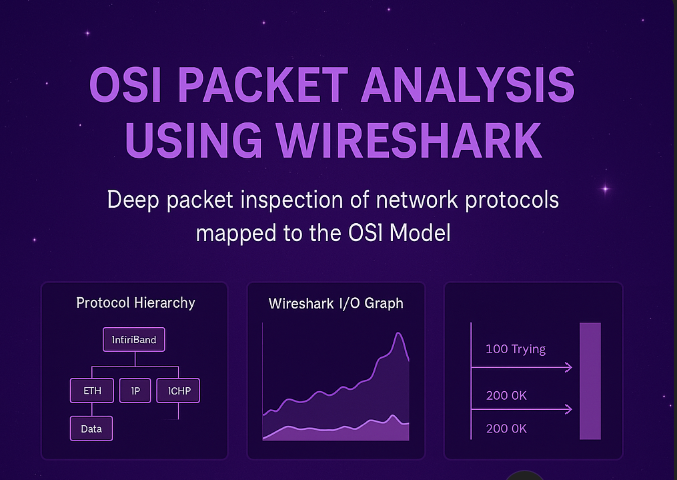 OSI PACKET ANALYSIS
USING WIRESHARK
Deep packet inspection of network protocols
mapped to the OS1 Model
Protocol Hierarchy
InfiriBand
ETH
1P
1CHP
Data
Wireshark I/O Graph
100 Trying
200 0K
200 0K